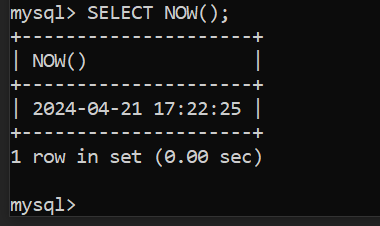 mysql> SELECT NOW();
+---------------------+
| NOW()               |
+---------------------+
| 2024-04-21 17:22:25 |
+---------------------+
1 row in set (0.00 sec)
mysql>